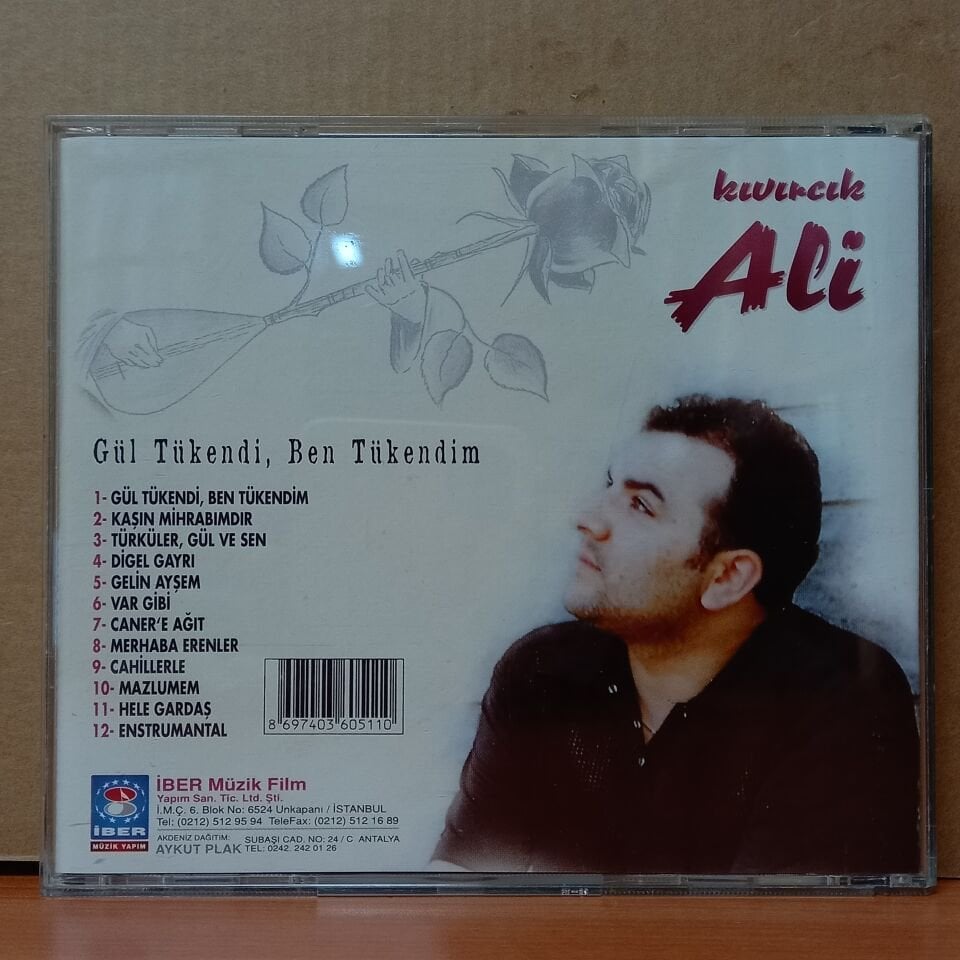 kıvırcık
Ali
Gül Tükendi, Ben Tükendim
1- GÜL TÜKENDİ, BEN TÜKENDİM
2- KAŞIN MİHRABIMDIR
3- TÜRKÜLER, GÜL VE SEN
4- DİGEL GAYRI
5- GELİN AYŞEM
6- VAR GİBİ
7- CANER'E AĞIT
8- MERHABA ERENLER
9- CAHİLLERLE
10- MAZLUMEM
11- HELE GARDAŞ
12- ENSTRUMANTAL
8 697403 605110
İBER
MÜZİK YAPIM
İBER Müzik Film
Yapım San. Tic. Ltd. Şti.
İ.M.Ç. 6. Blok No: 6524 Unkapanı / İSTANBUL
Tel: (0212) 512 95 94 TeleFax: (0212) 512 16 89
AKDENİZ DAĞITIM: SUBAŞI CAD. NO: 24 / C ANTALYA
AYKUT PLAK TEL: 0242. 242 01 26